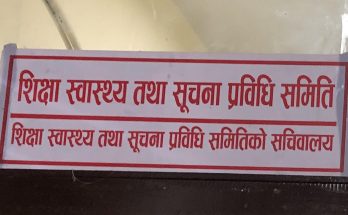 शिक्षा स्वास्थ्य तथा सूचना प्रविधि समिति
शिक्षा स्वास्थ्य तथा सूचना प्रविधि समितिको सचिवालय